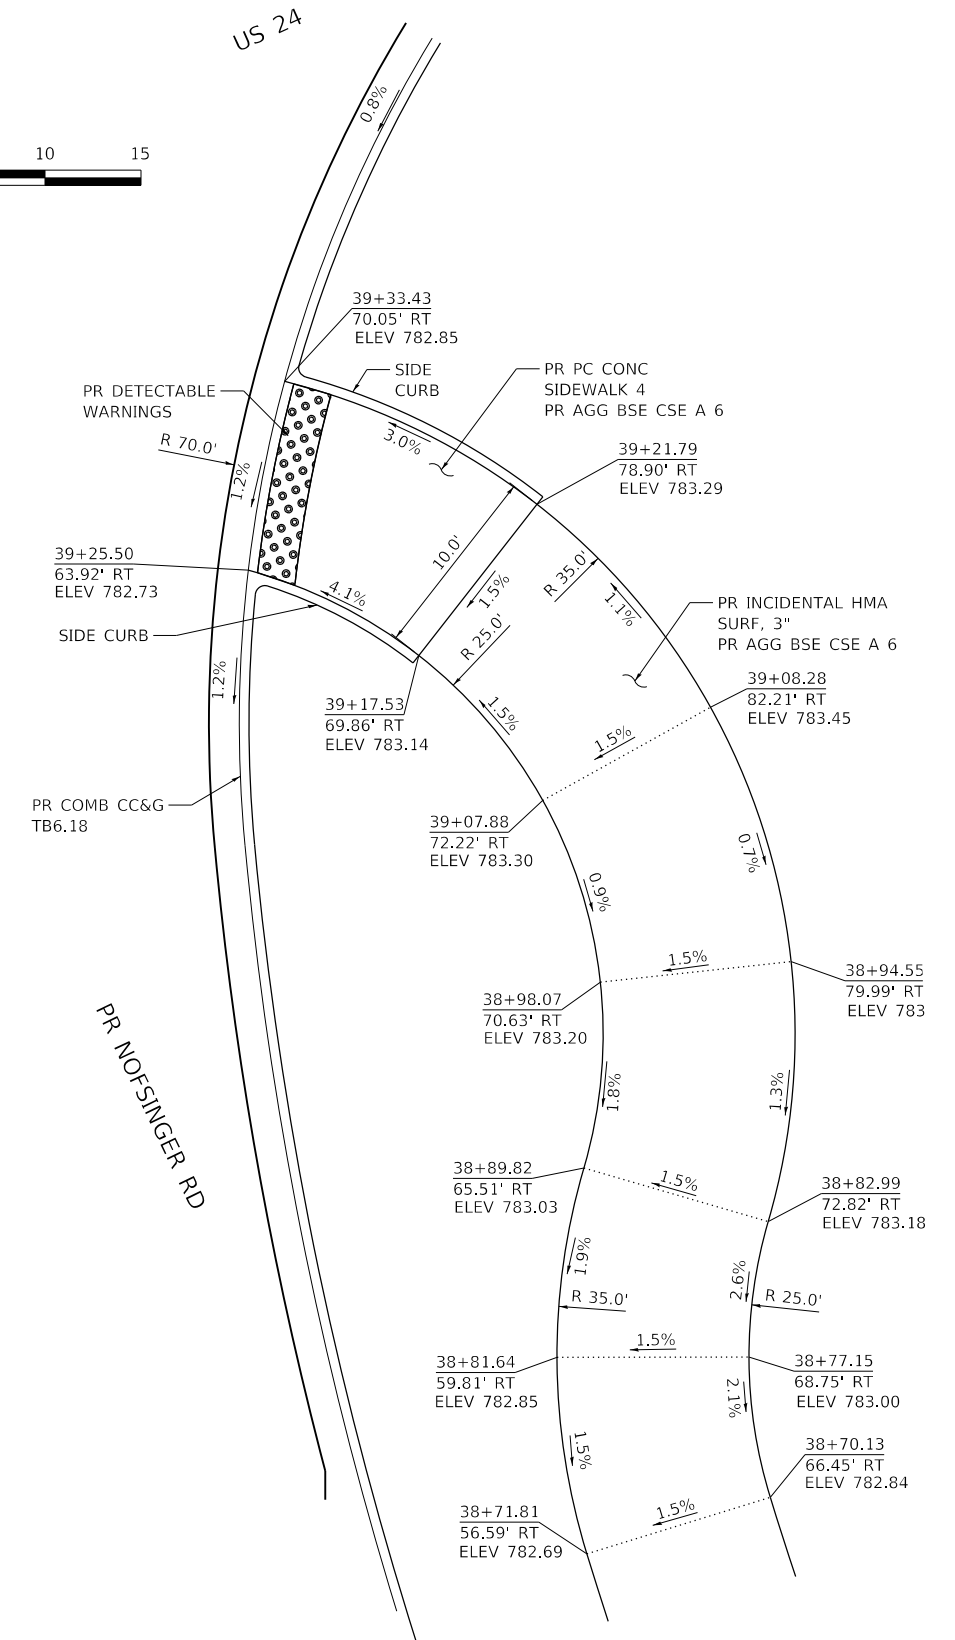 US 24
0.8%
10 15
39+33.43
70.05' RT
ELEV 782.85
SIDE
CURB
PR PC CONC
SIDEWALK 4
PR AGG BSE CSE A 6
PR DETECTABLE
WARNINGS
R 70.0'
3.0%
39+21.79
78.90' RT
ELEV 783.29
1.2%
39+25.50
63.92' RT
ELEV 782.73
10.0'
R 35.0'
4.1%
1.5%
1.1%
PR INCIDENTAL HMA
SURF, 3"
PR AGG BSE CSE A 6
SIDE CURB
R 25.0'
1.2%
39+17.53
69.86' RT
ELEV 783.14
1.5%
39+08.28
82.21' RT
ELEV 783.45
1.5%
PR COMB CC&G
TB6.18
39+07.88
72.22' RT
ELEV 783.30
0.7%
0.9%
1.5%
38+94.55
79.99' RT
ELEV 783
38+98.07
70.63' RT
ELEV 783.20
PR NOFSINGER RD
1.8%
1.3%
38+89.82
65.51' RT
ELEV 783.03
1.5%
38+82.99
72.82' RT
ELEV 783.18
1.9%
2.6%
R 35.0'
R 25.0'
1.5%
38+81.64
59.81' RT
ELEV 782.85
38+77.15
68.75' RT
ELEV 783.00
2.1%
1.5%
38+70.13
66.45' RT
ELEV 782.84
1.5%
38+71.81
56.59' RT
ELEV 782.69